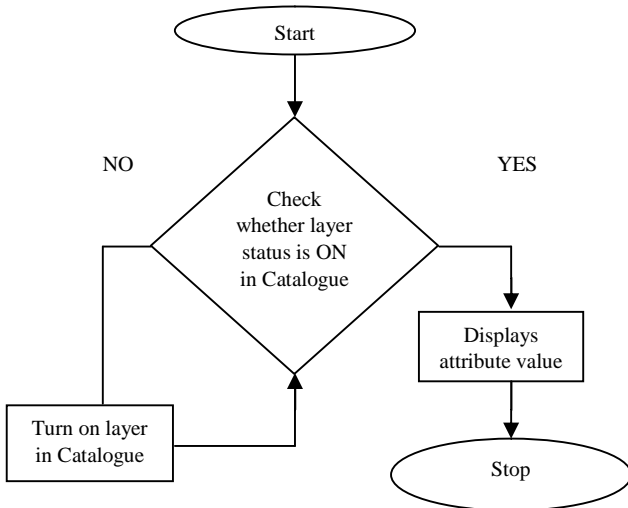 Start
NO
YES
Check
whether layer
status is ON
in Catalogue
Displays
attribute value
Turn on layer
in Catalogue
Stop